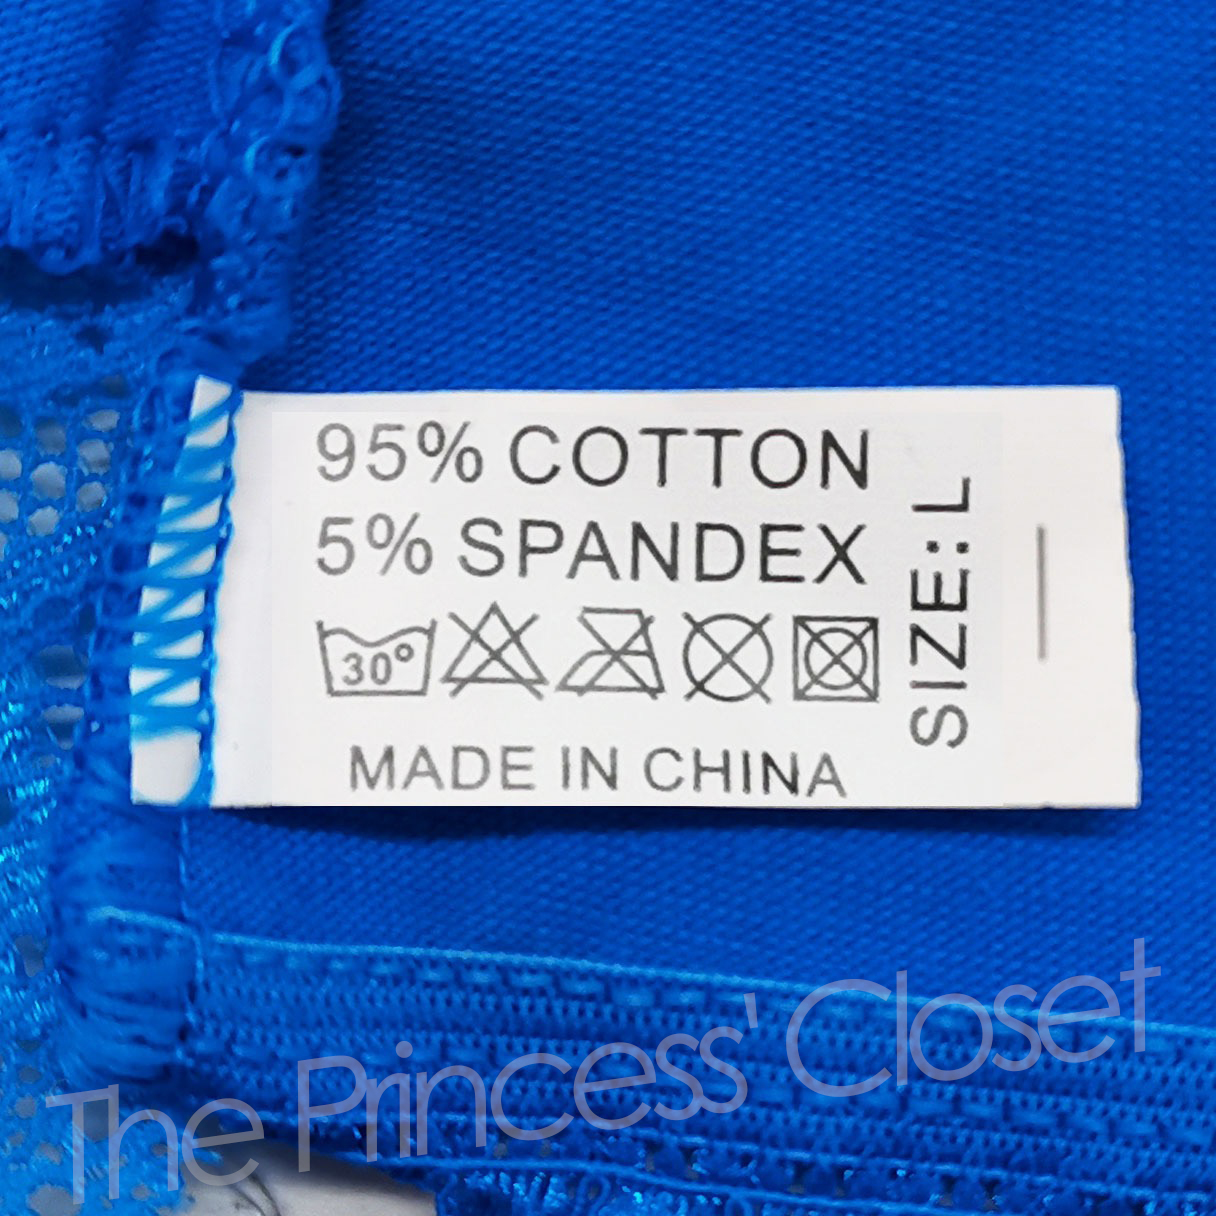 95% COTTON
5% SPANDEX
30°
MADE IN CHINA
SIZE: L
The Princess' Closet